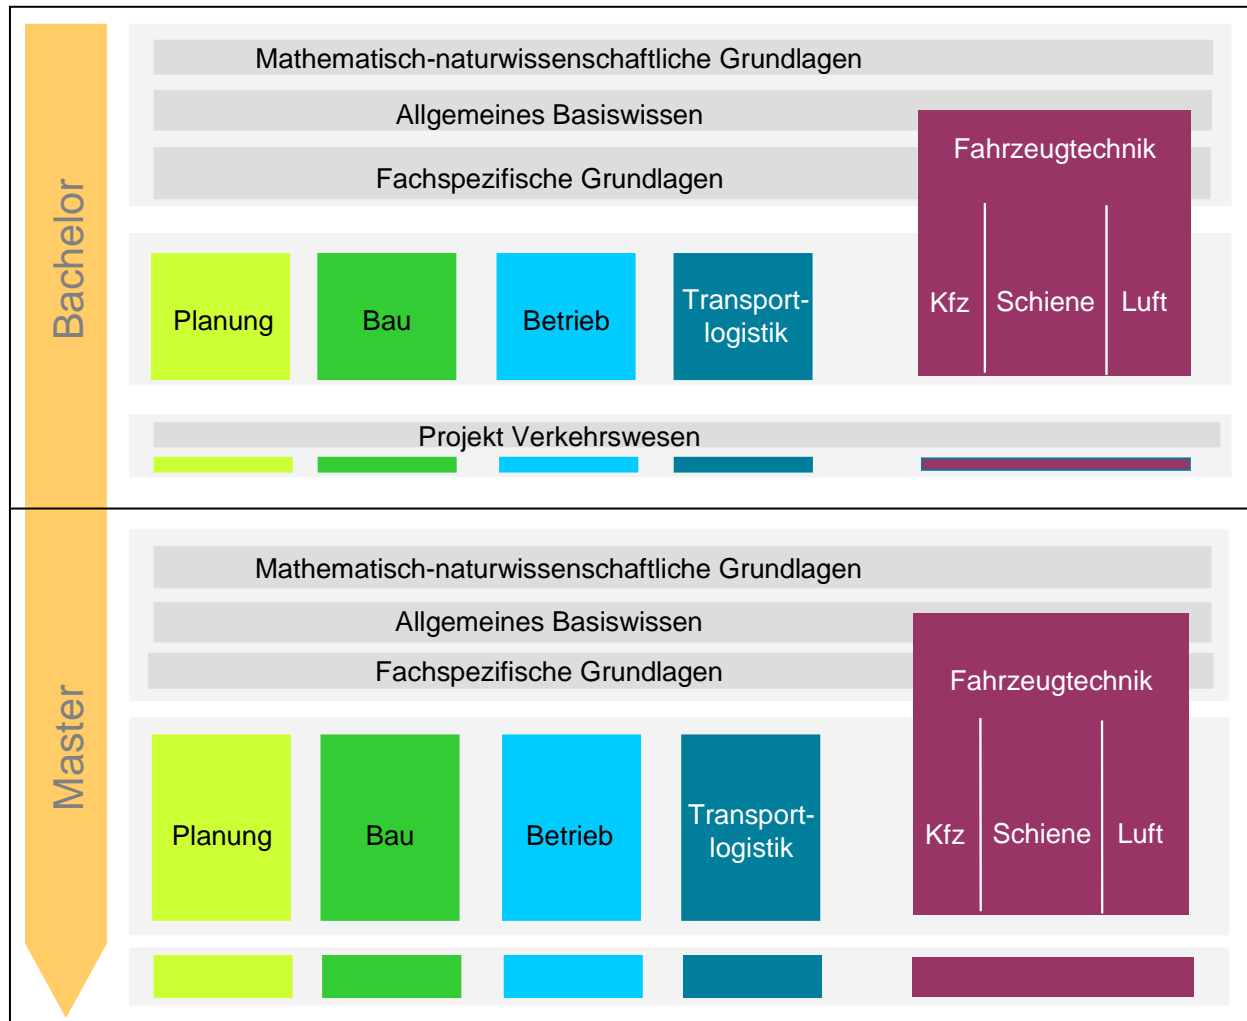 Bachelor
Mathematisch-naturwissenschaftliche Grundlagen
Allgemeines Basiswissen
Fachspezifische Grundlagen
Fahrzeugtechnik
Kfz
Schiene
Luft
Planung
Bau
Betrieb
Transport-
logistik
Projekt Verkehrswesen
Master
Mathematisch-naturwissenschaftliche Grundlagen
Allgemeines Basiswissen
Fachspezifische Grundlagen
Fahrzeugtechnik
Kfz
Schiene
Luft
Planung
Bau
Betrieb
Transport-
logistik